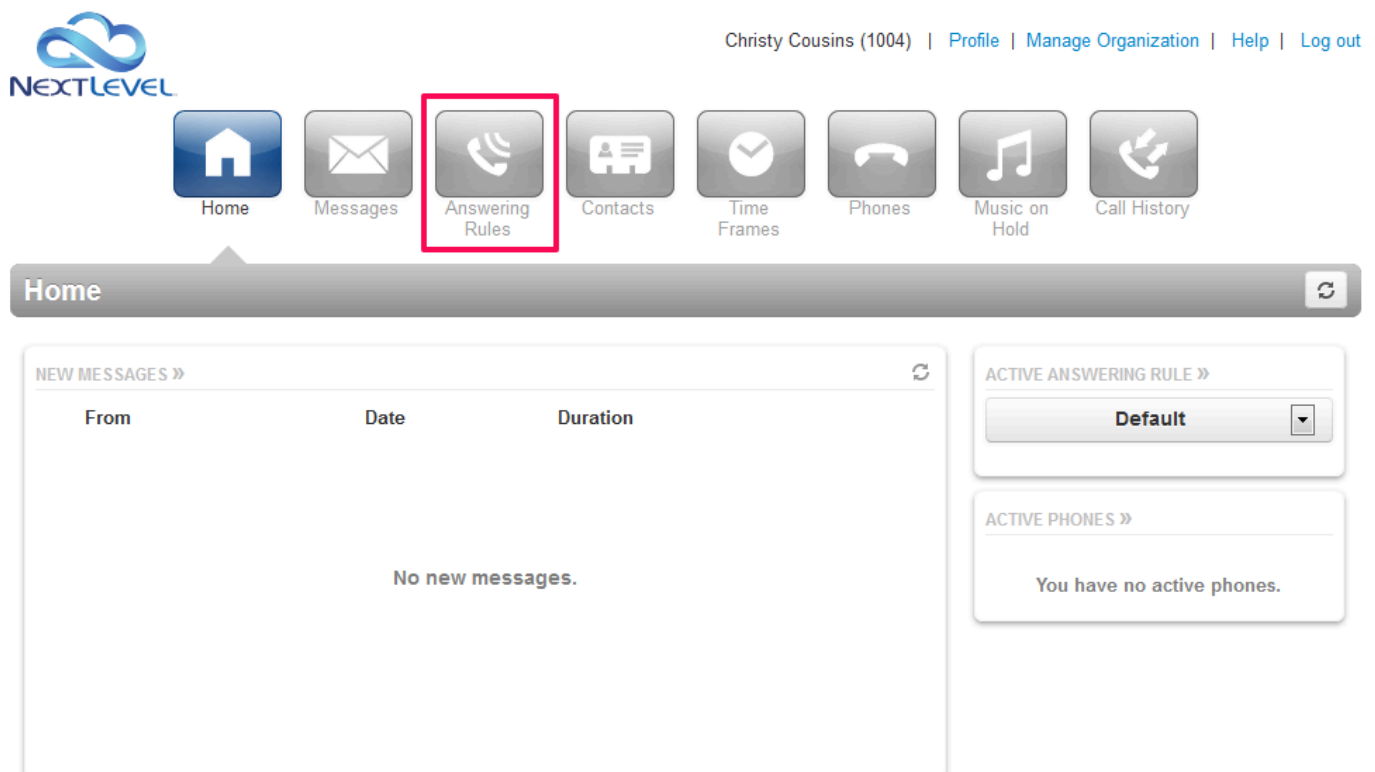 Christy Cousins (1004) | Profile | Manage Organization | Help | Log out
NEXTLEVEL
Home
Messages
Answering
Rules
Contacts
Time
Frames
Phones
Music on
Hold
Call History
Home
NEW MESSAGES »
From Date Duration
No new messages.
ACTIVE ANSWERING RULE »
Default
ACTIVE PHONES »
You have no active phones.